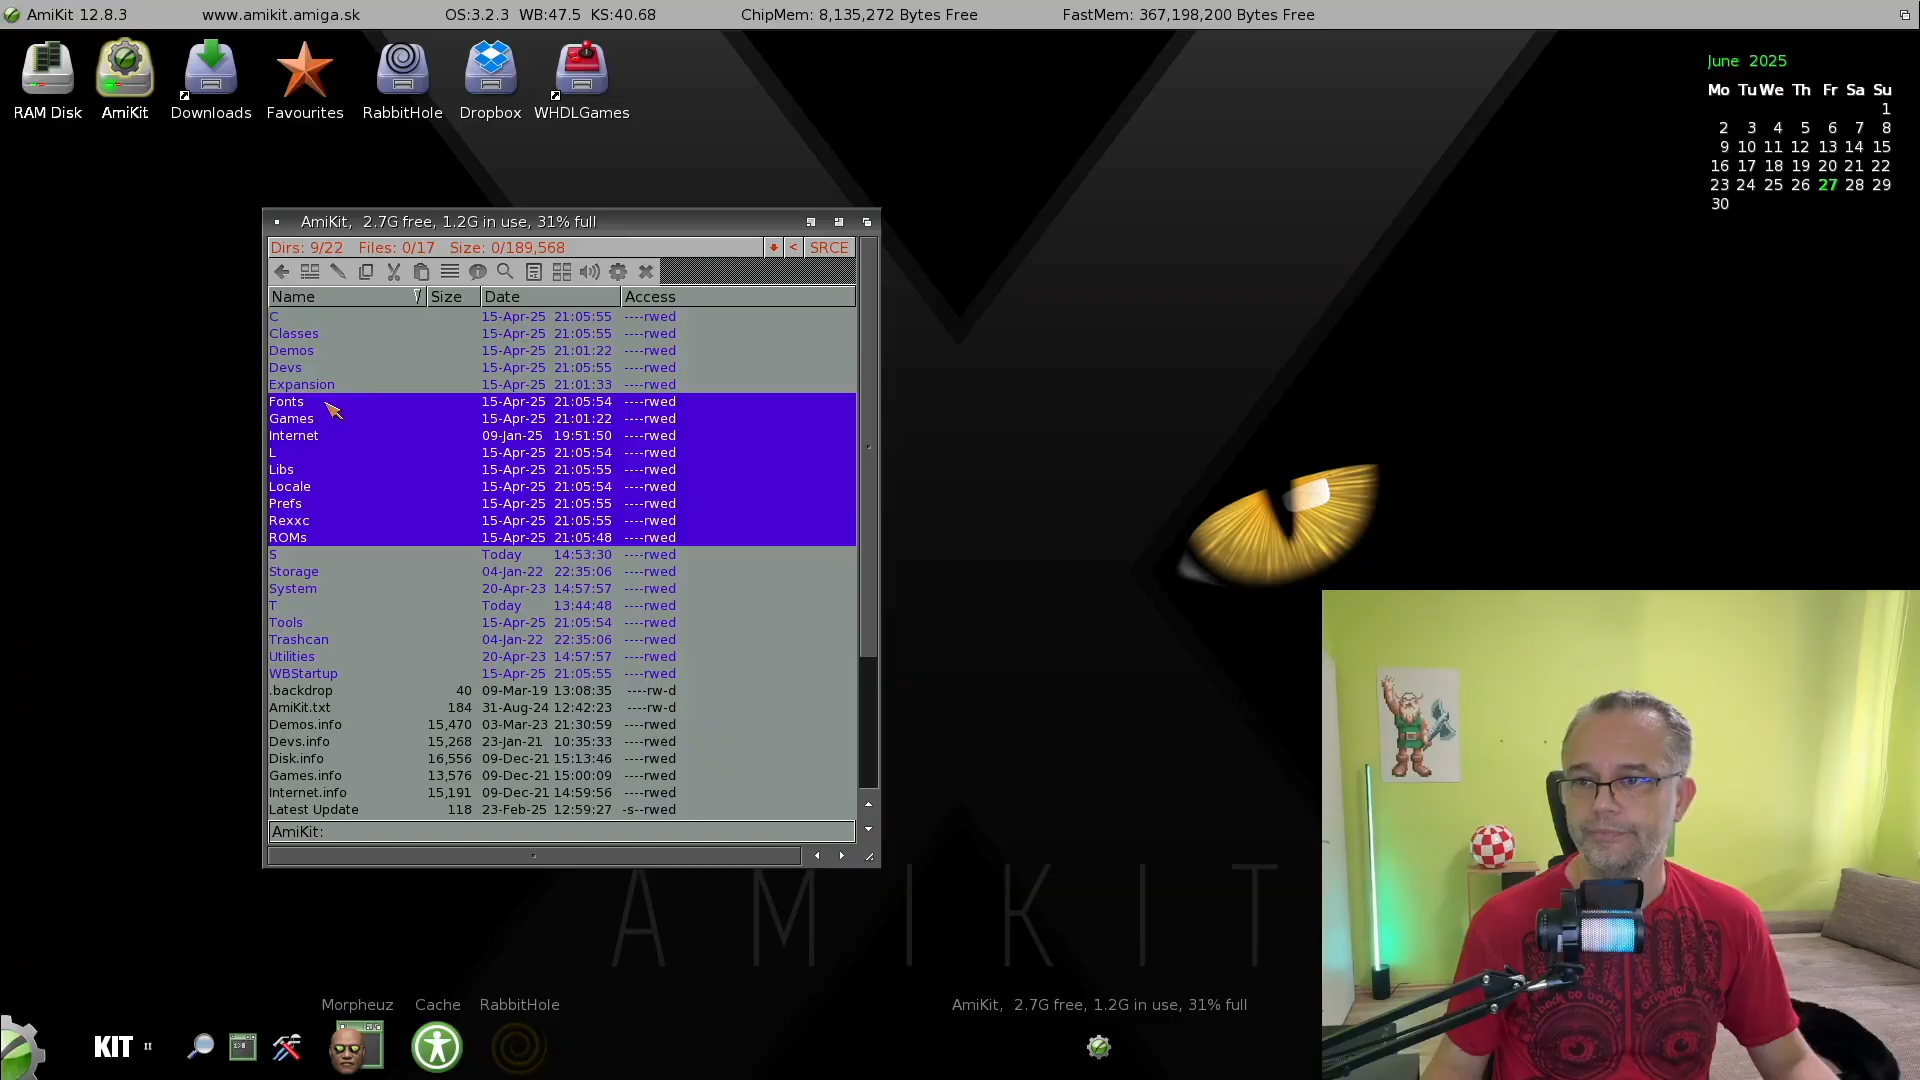 AmiKit 12.8.3 www.amikit.amiga.sk OS:3.2.3 WB:47.5 KS:40.68 ChipMem: 8,135,272 Bytes Free FastMem: 367,198,200 Bytes Free
RAM Disk AmiKit Downloads Favourites RabbitHole Dropbox WHDLGames
June 2025
Mo Tu We Th Fr Sa Su
1
2 3 4 5 6 7 8
9 10 11 12 13 14 15
16 17 18 19 20 21 22
23 24 25 26 27 28 29
30
AmiKit, 2.7G free, 1.2G in use, 31% full
Dirs: 9/22 Files: 0/17 Size: 0/189,568 < SRCE
Name Size Date Access
C 15-Apr-25 21:05:55 ----rwed
Classes 15-Apr-25 21:05:55 ----rwed
Demos 15-Apr-25 21:01:22 ----rwed
Devs 15-Apr-25 21:05:55 ----rwed
Expansion 15-Apr-25 21:01:33 ----rwed
Fonts 15-Apr-25 21:05:54 ----rwed
Games 15-Apr-25 21:01:22 ----rwed
Internet 09-Jan-25 19:51:50 ----rwed
L 15-Apr-25 21:05:54 ----rwed
Libs 15-Apr-25 21:05:55 ----rwed
Locale 15-Apr-25 21:05:54 ----rwed
Prefs 15-Apr-25 21:05:55 ----rwed
Rexxc 15-Apr-25 21:05:55 ----rwed
ROMs 15-Apr-25 21:05:48 ----rwed
S Today 14:53:30 ----rwed
Storage 04-Jan-22 22:35:06 ----rwed
System 20-Apr-23 14:57:57 ----rwed
T Today 13:44:48 ----rwed
Tools 15-Apr-25 21:05:54 ----rwed
Trashcan 04-Jan-22 22:35:06 ----rwed
Utilities 20-Apr-23 14:57:57 ----rwed
WBStartup 15-Apr-25 21:05:55 ----rwed
.backdrop 40 09-Mar-19 13:08:35 ----rw-d
AmiKit.txt 184 31-Aug-24 12:42:23 ----rw-d
Demos.info 15,470 03-Mar-23 21:30:59 ----rwed
Devs.info 15,268 23-Jan-21 10:35:33 ----rwed
Disk.info 16,556 09-Dec-21 15:13:46 ----rwed
Games.info 13,576 09-Dec-21 15:00:09 ----rwed
Internet.info 15,191 09-Dec-21 14:59:56 ----rwed
Latest Update 118 23-Feb-25 12:59:27 -s--rwed
AmiKit:
AMIKIT
Morpheuz Cache RabbitHole
AmiKit, 2.7G free, 1.2G in use, 31% full
KIT